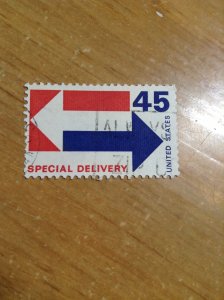 45
SPECIAL DELIVERY
UNITED STATES